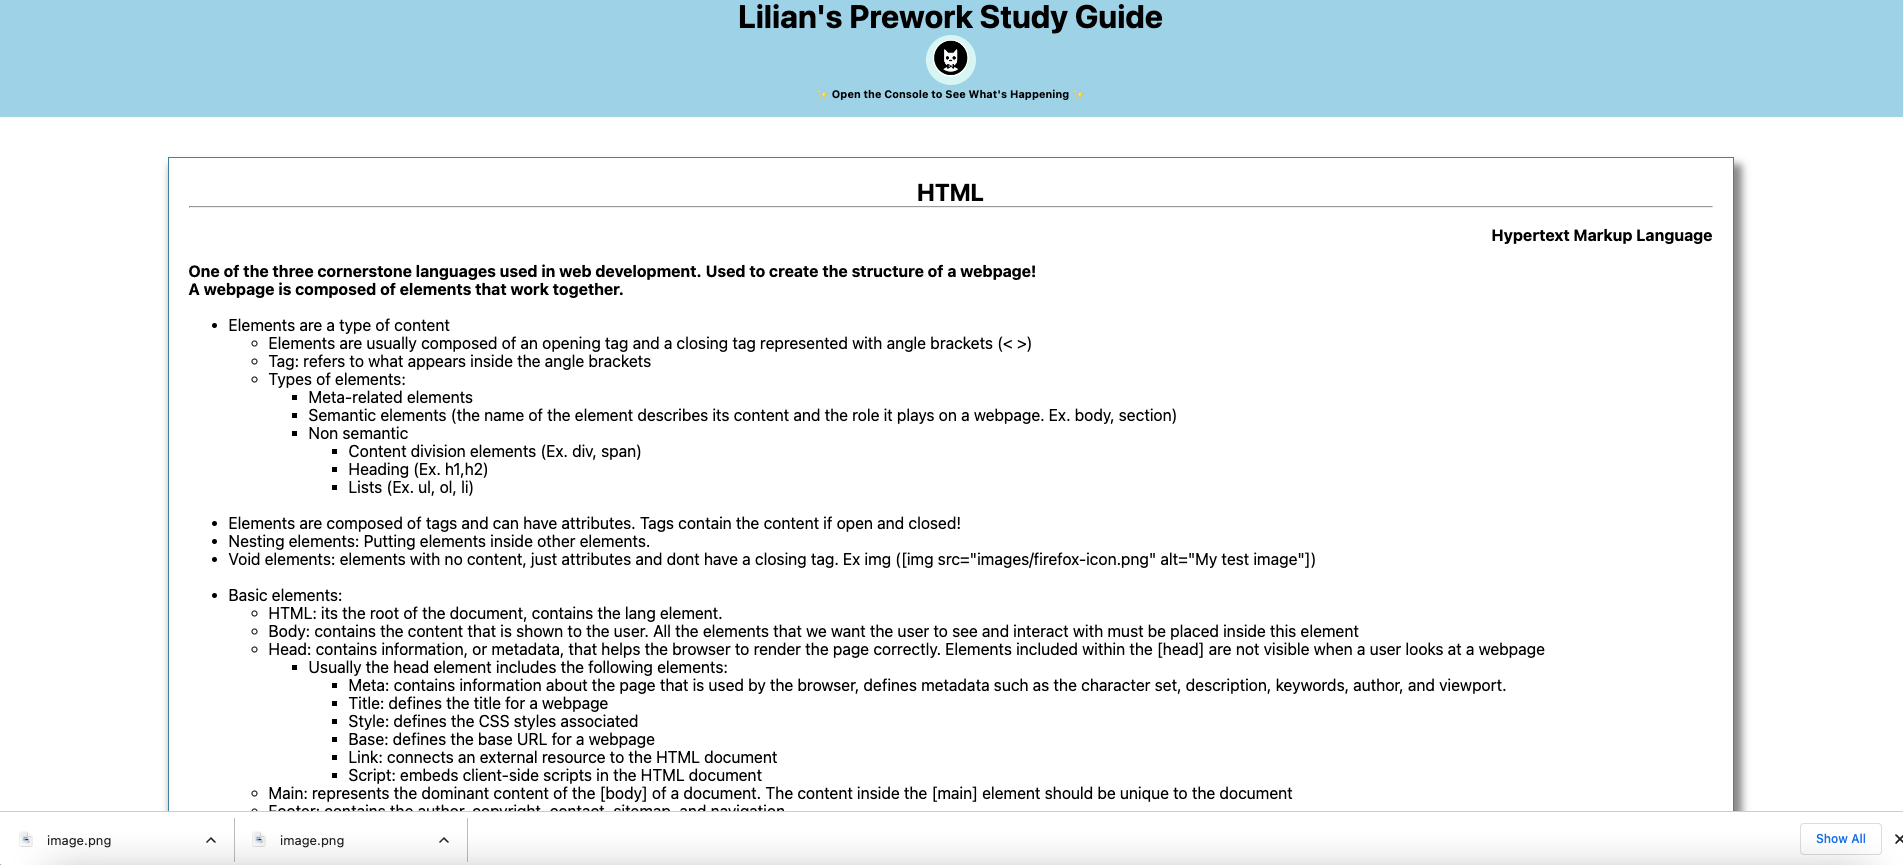 Lilian's Prework Study Guide
✨ Open the Console to See What's Happening ✨
HTML
Hypertext Markup Language
One of the three cornerstone languages used in web development. Used to create the structure of a webpage!
A webpage is composed of elements that work together.
Elements are a type of content
Elements are usually composed of an opening tag and a closing tag represented with angle brackets (< >)
Tag: refers to what appears inside the angle brackets
Types of elements:
Meta-related elements
Semantic elements (the name of the element describes its content and the role it plays on a webpage. Ex. body, section)
Non semantic
Content division elements (Ex. div, span)
Heading (Ex. h1,h2)
Lists (Ex. ul, ol, li)
Elements are composed of tags and can have attributes. Tags contain the content if open and closed!
Nesting elements: Putting elements inside other elements.
Void elements: elements with no content, just attributes and dont have a closing tag. Ex img ([img src="images/firefox-icon.png" alt="My test image"])
Basic elements:
HTML: its the root of the document, contains the lang element.
Body: contains the content that is shown to the user. All the elements that we want the user to see and interact with must be placed inside this element
Head: contains information, or metadata, that helps the browser to render the page correctly. Elements included within the [head] are not visible when a user looks at a webpage
Usually the head element includes the following elements:
Meta: contains information about the page that is used by the browser, defines metadata such as the character set, description, keywords, author, and viewport.
Title: defines the title for a webpage
Style: defines the CSS styles associated
Base: defines the base URL for a webpage
Link: connects an external resource to the HTML document
Script: embeds client-side scripts in the HTML document
Main: represents the dominant content of the [body] of a document. The content inside the [main] element should be unique to the document
Footer: contains the author, copyright, contact, sitemap, and navigation
image.png
image.png
Show All